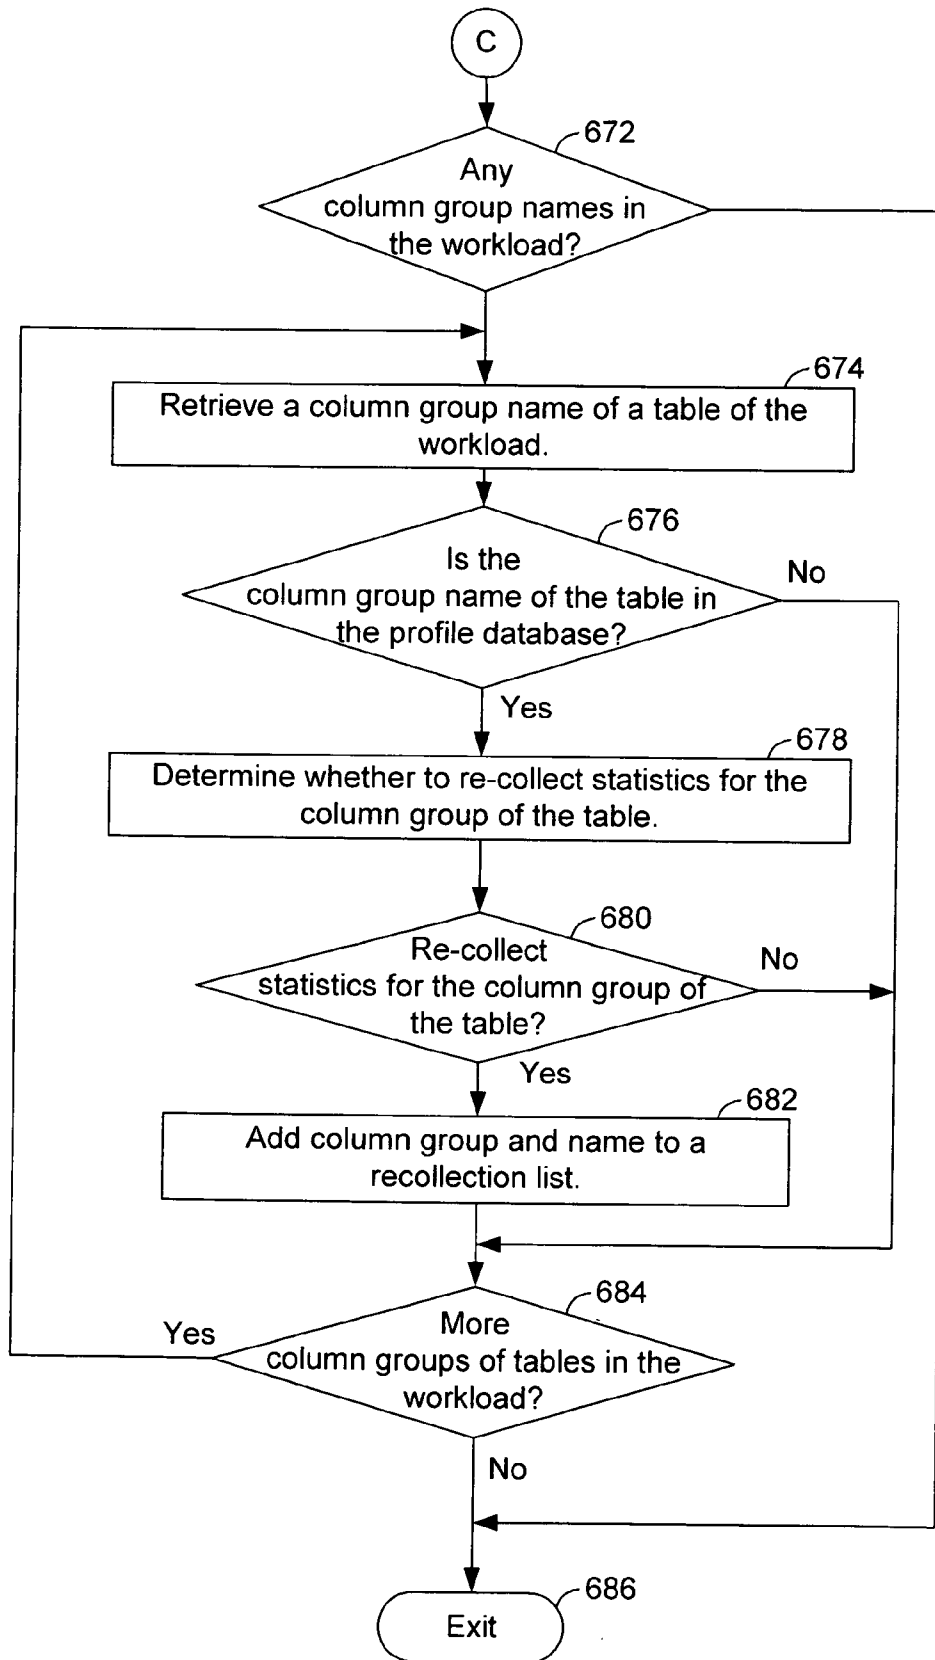 C
672
Any
column group names in
the workload?
674
Retrieve a column group name of a table of the
workload.
676
Is the
column group name of the table in
the profile database?
No
Yes
678
Determine whether to re-collect statistics for the
column group of the table.
680
Re-collect
statistics for the column group of
the table?
No
Yes
682
Add column group and name to a
recollection list.
684
More
column groups of tables in the
workload?
Yes
No
686
Exit